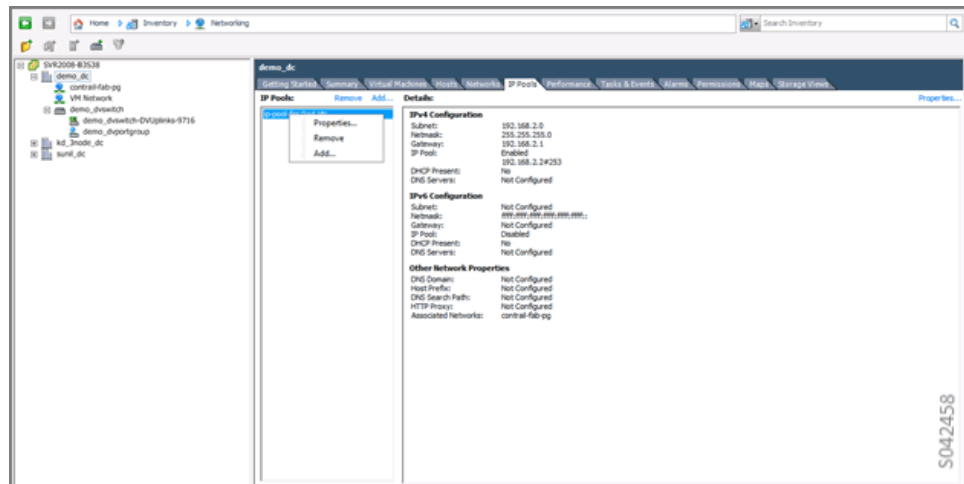 Home Inventory Networking
Search Inventory
SVR2008-B3S38
demo_dc
contrail-fab-pg
VM Network
demo_dvswitch
demo_dvswitch-DVUplinks-9716
demo_dvportgroup
kd_3node_dc
sunil_dc
demo_dc
Getting Started Summary Virtual Machines Hosts Networks IP Pools Performance Tasks & Events Alarms Permissions Maps Storage Views
IP Pools: Remove Add...
Properties...
Remove
Add...
Details: Properties...
IPv4 Configuration
Subnet: 192.168.2.0
Netmask: 255.255.255.0
Gateway: 192.168.2.1
IP Pool: Enabled
192.168.2.2#253
DHCP Present: No
DNS Servers: Not Configured
IPv6 Configuration
Subnet: Not Configured
Netmask:
Gateway: Not Configured
IP Pool: Disabled
DHCP Present: No
DNS Servers: Not Configured
Other Network Properties
DNS Domain: Not Configured
Host Prefix: Not Configured
DNS Search Path: Not Configured
HTTP Proxy: Not Configured
Associated Networks: contrail-fab-pg
S042458